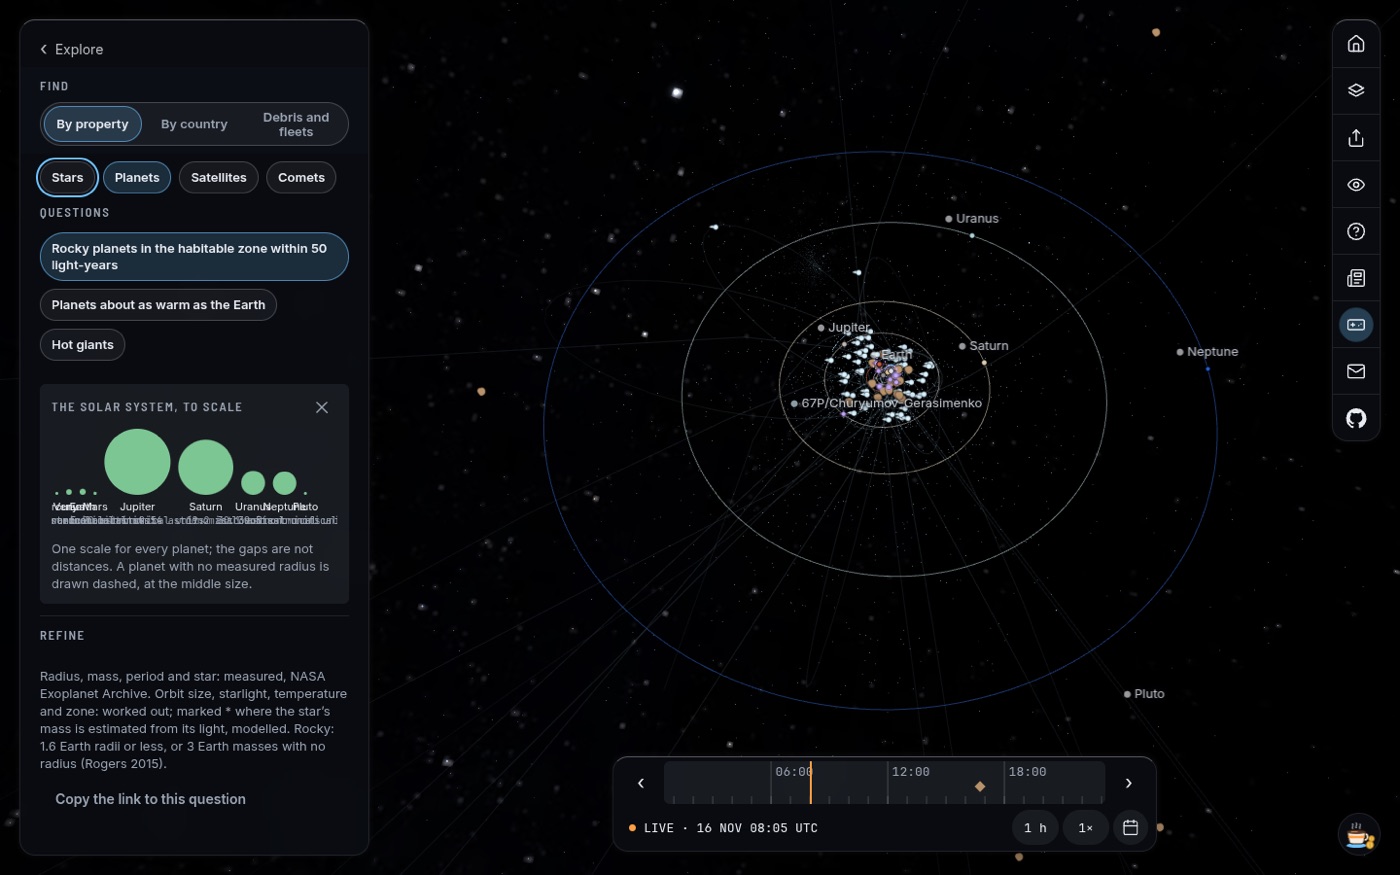 Explore
FIND
By property
By country
Debris and
fleets
Stars
Planets
Satellites
Comets
QUESTIONS
Rocky planets in the habitable zone within 50
light-years
Planets about as warm as the Earth
Hot giants
THE SOLAR SYSTEM, TO SCALE
Jupiter
Saturn
Uranus
Neptune
Pluto
One scale for every planet; the gaps are not
distances. A planet with no measured radius is
drawn dashed, at the middle size.
REFINE
Radius, mass, period and star: measured, NASA
Exoplanet Archive. Orbit size, starlight, temperature
and zone: worked out; marked * where the star’s
mass is estimated from its light, modelled. Rocky:
1.6 Earth radii or less, or 3 Earth masses with no
radius (Rogers 2015).
Copy the link to this question
Uranus
Jupiter
Saturn
Earth
Neptune
67P/Churyumov-Gerasimenko
Pluto
06:00
12:00
18:00
LIVE · 16 NOV 08:05 UTC
1 h
1×